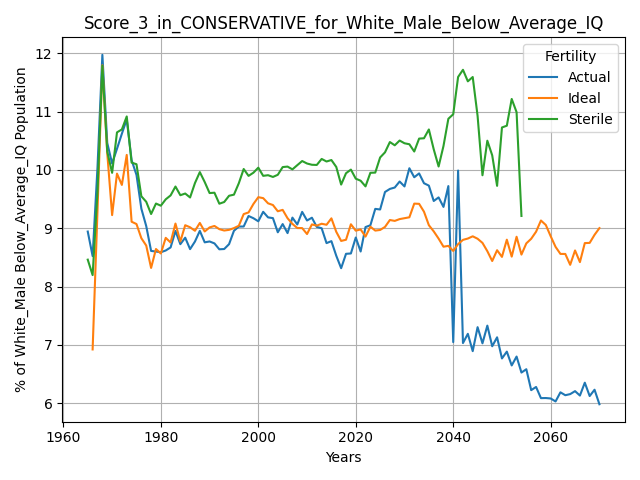 Score_3_in_CONSERVATIVE_for_White_Male_Below_Average_IQ
% of White_Male Below_Average_IQ Population
12
11
10
9
8
7
6
Fertility
Actual
Ideal
Sterile
1960
1980
2000
2020
2040
2060
Years